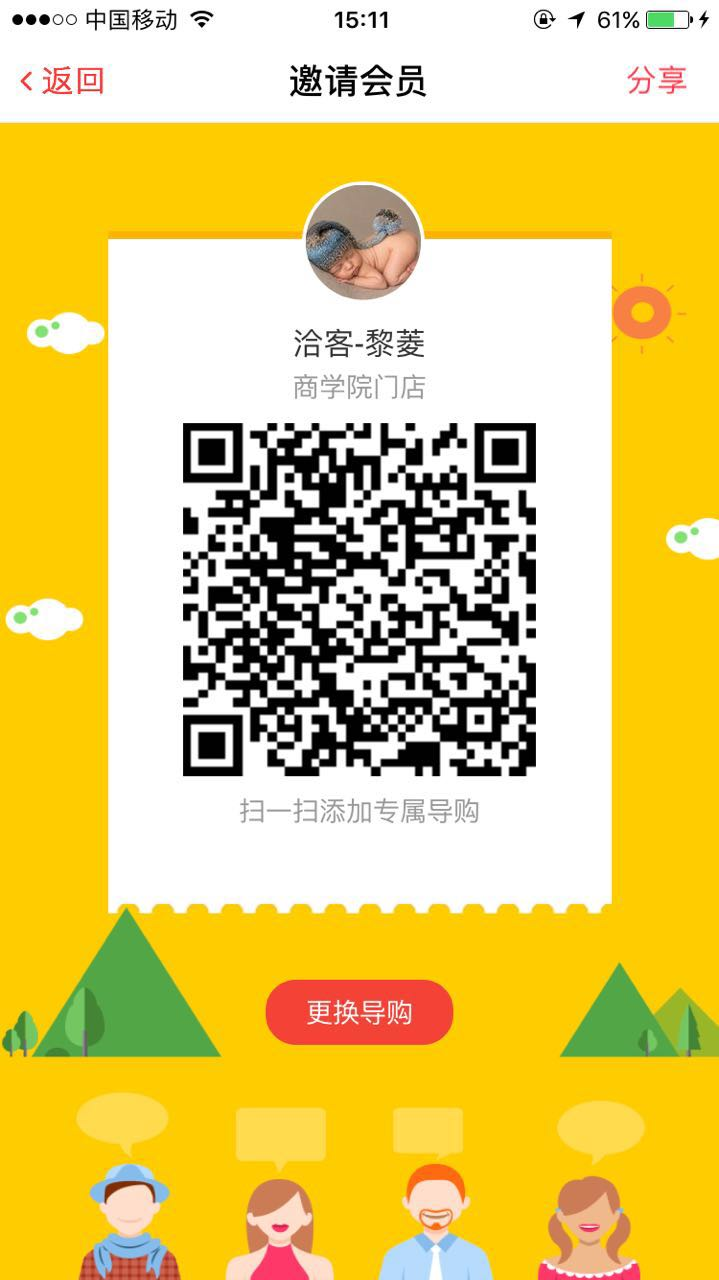 中国移动
15:11
61%
返回
邀请会员
分享
洽客-黎菱
商学院门店
扫一扫添加专属导购
更换导购